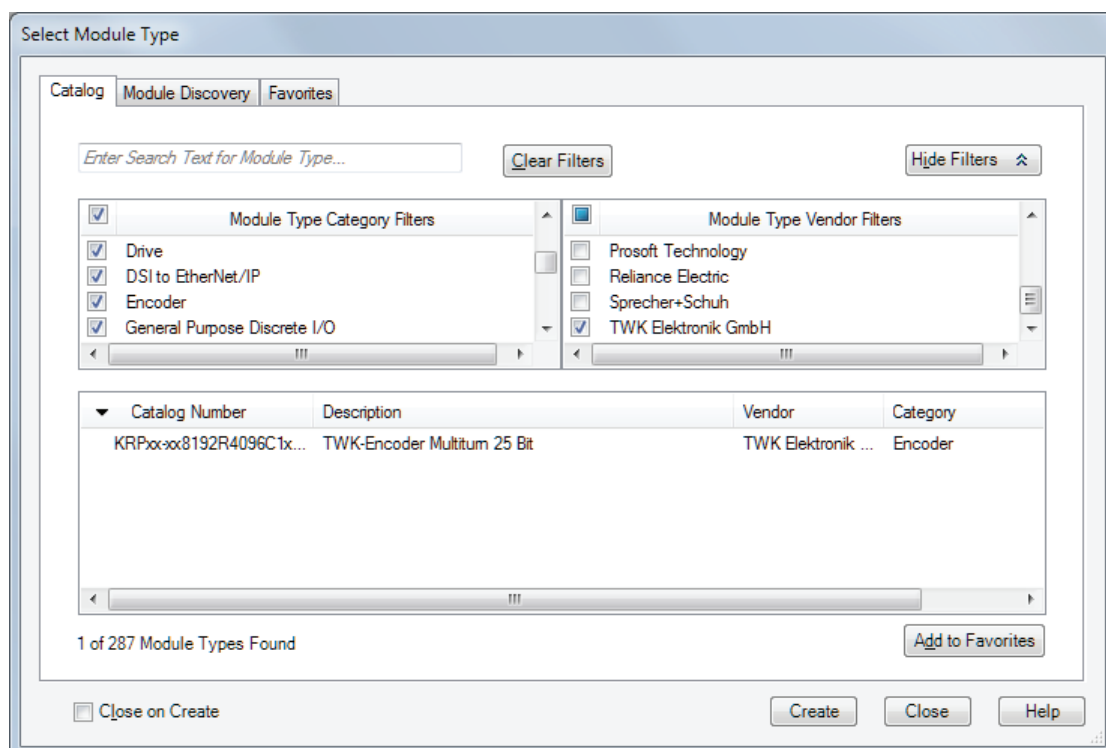 Select Module Type
Catalog Module Discovery Favorites
Enter Search Text for Module Type... Clear Filters Hide Filters
Module Type Category Filters Module Type Vendor Filters
Drive Prosoft Technology
DSI to EtherNet/IP Reliance Electric
Encoder Sprecher+Schuh
General Purpose Discrete I/O TWK Elektronik GmbH
Catalog Number Description Vendor Category
KRPxx-xx8192R4096C1x... TWK-Encoder Multiturn 25 Bit TWK Elektronik ... Encoder
1 of 287 Module Types Found Add to Favorites
Close on Create Create Close Help